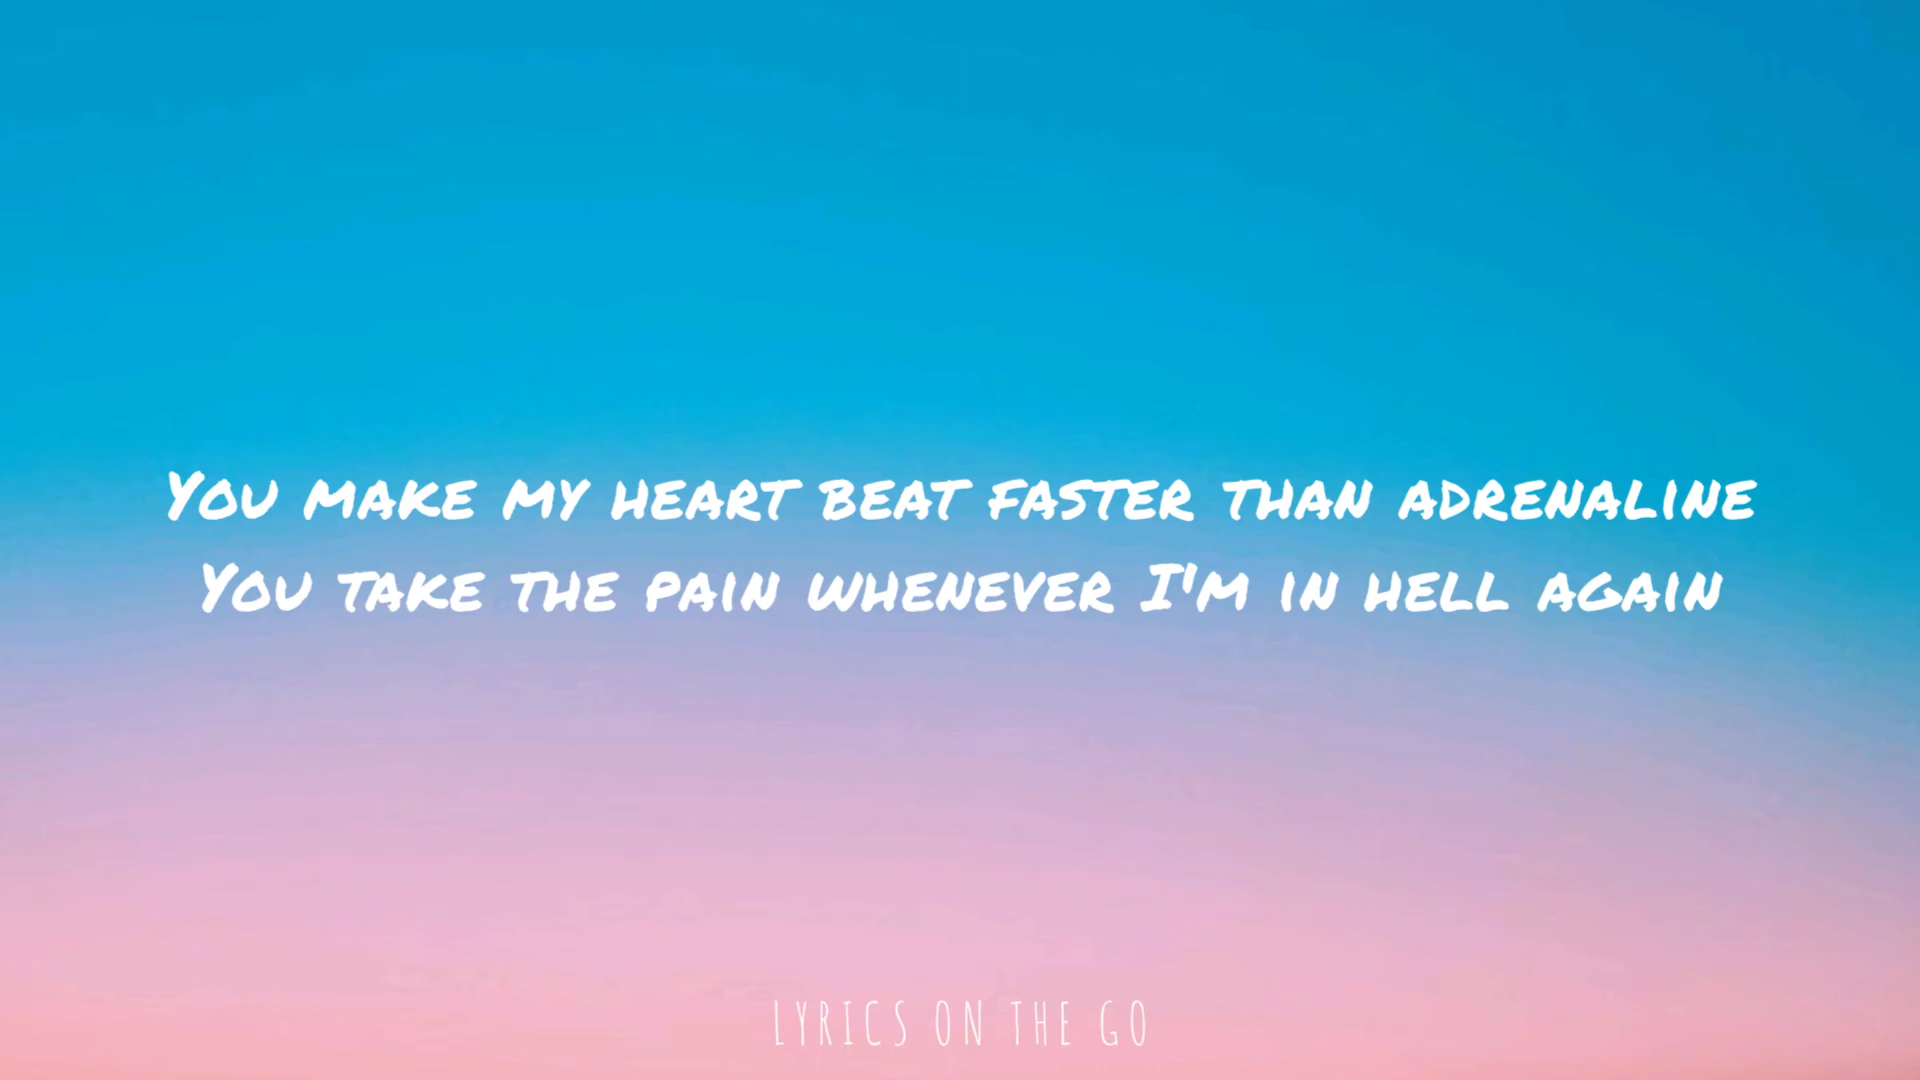 You make my heart beat faster than adrenaline
You take the pain whenever I'm in hell again
LYRICS ON THE GO